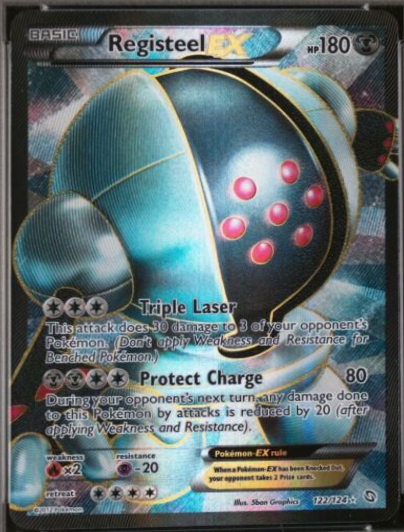 BASIC
Registeel EX
HP 180
Triple Laser
This attack does 30 damage to 3 of your opponent's
Pokémon. (Don't apply Weakness and Resistance for
Benched Pokémon.)
Protect Charge 80
During your opponent's next turn, any damage done
to this Pokémon by attacks is reduced by 20 (after
applying Weakness and Resistance).
weakness resistance
×2 -20
retreat
Pokémon-EX rule
When a Pokémon-EX has been Knocked Out,
your opponent takes 2 Prize cards.
Illus. 5ban Graphics 122/124